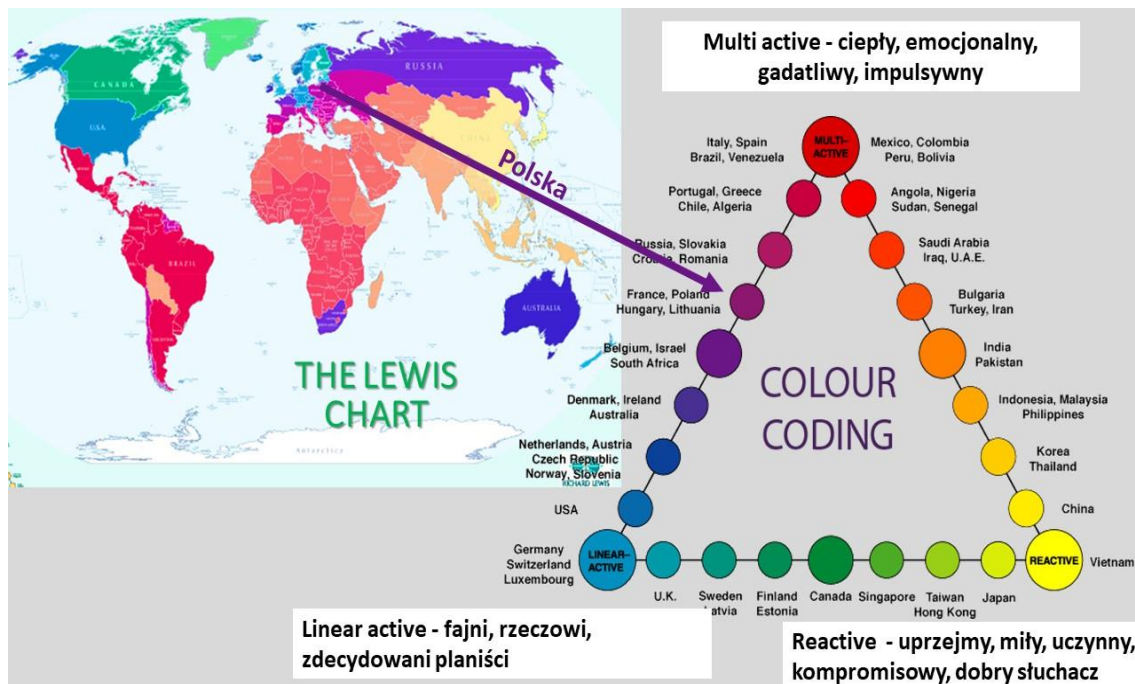 Multi active - ciepły, emocjonalny,
gadatliwy, impulsywny
CANADA
U.S.A.
RUSSIA
CHINA
BRAZIL
AUSTRALIA
Antarctica
RICHARD LEWIS
THE LEWIS
CHART
Polska
MULTI-
ACTIVE
Italy, Spain
Brazil, Venezuela
Mexico, Colombia
Peru, Bolivia
Portugal, Greece
Chile, Algeria
Angola, Nigeria
Sudan, Senegal
Russia, Slovakia
Croatia, Romania
Saudi Arabia
Iraq, U.A.E.
France, Poland
Hungary, Lithuania
Bulgaria
Turkey, Iran
Belgium, Israel
South Africa
India
Pakistan
COLOUR
CODING
Denmark, Ireland
Australia
Indonesia, Malaysia
Philippines
Netherlands, Austria
Czech Republic
Norway, Slovenia
Korea
Thailand
USA
China
Germany
Switzerland
Luxembourg
LINEAR-
ACTIVE
REACTIVE
Vietnam
U.K.
Sweden
Latvia
Finland
Estonia
Canada
Singapore
Taiwan
Hong Kong
Japan
Linear active - fajni, rzeczowi,
zdecydowani planiści
Reactive - uprzejmy, miły, uczynny,
kompromisowy, dobry słuchacz